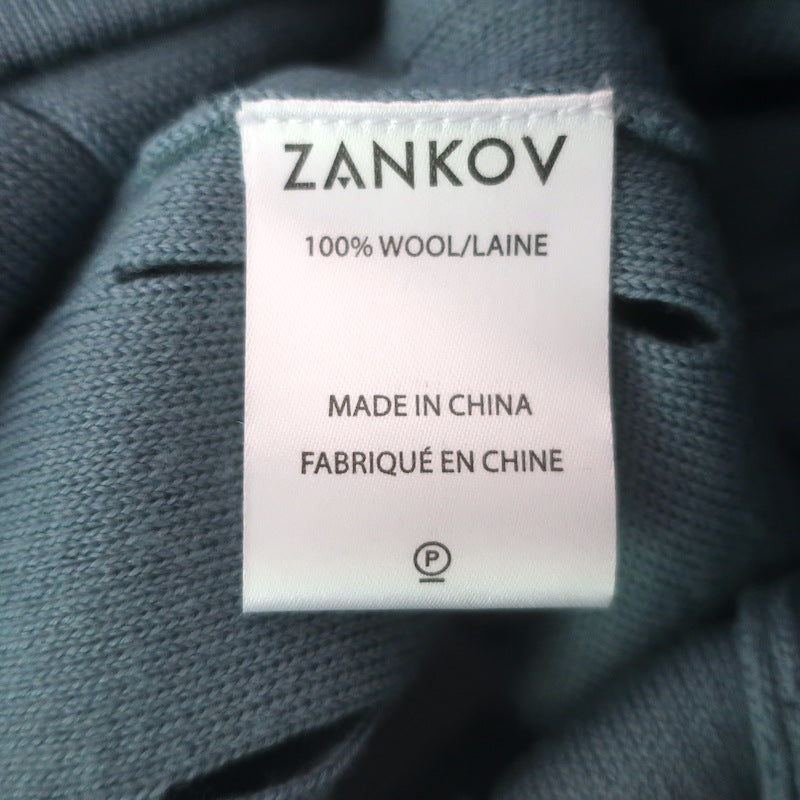 ZANKOV
100% WOOL/LAINE
MADE IN CHINA
FABRIQUÉ EN CHINE
P